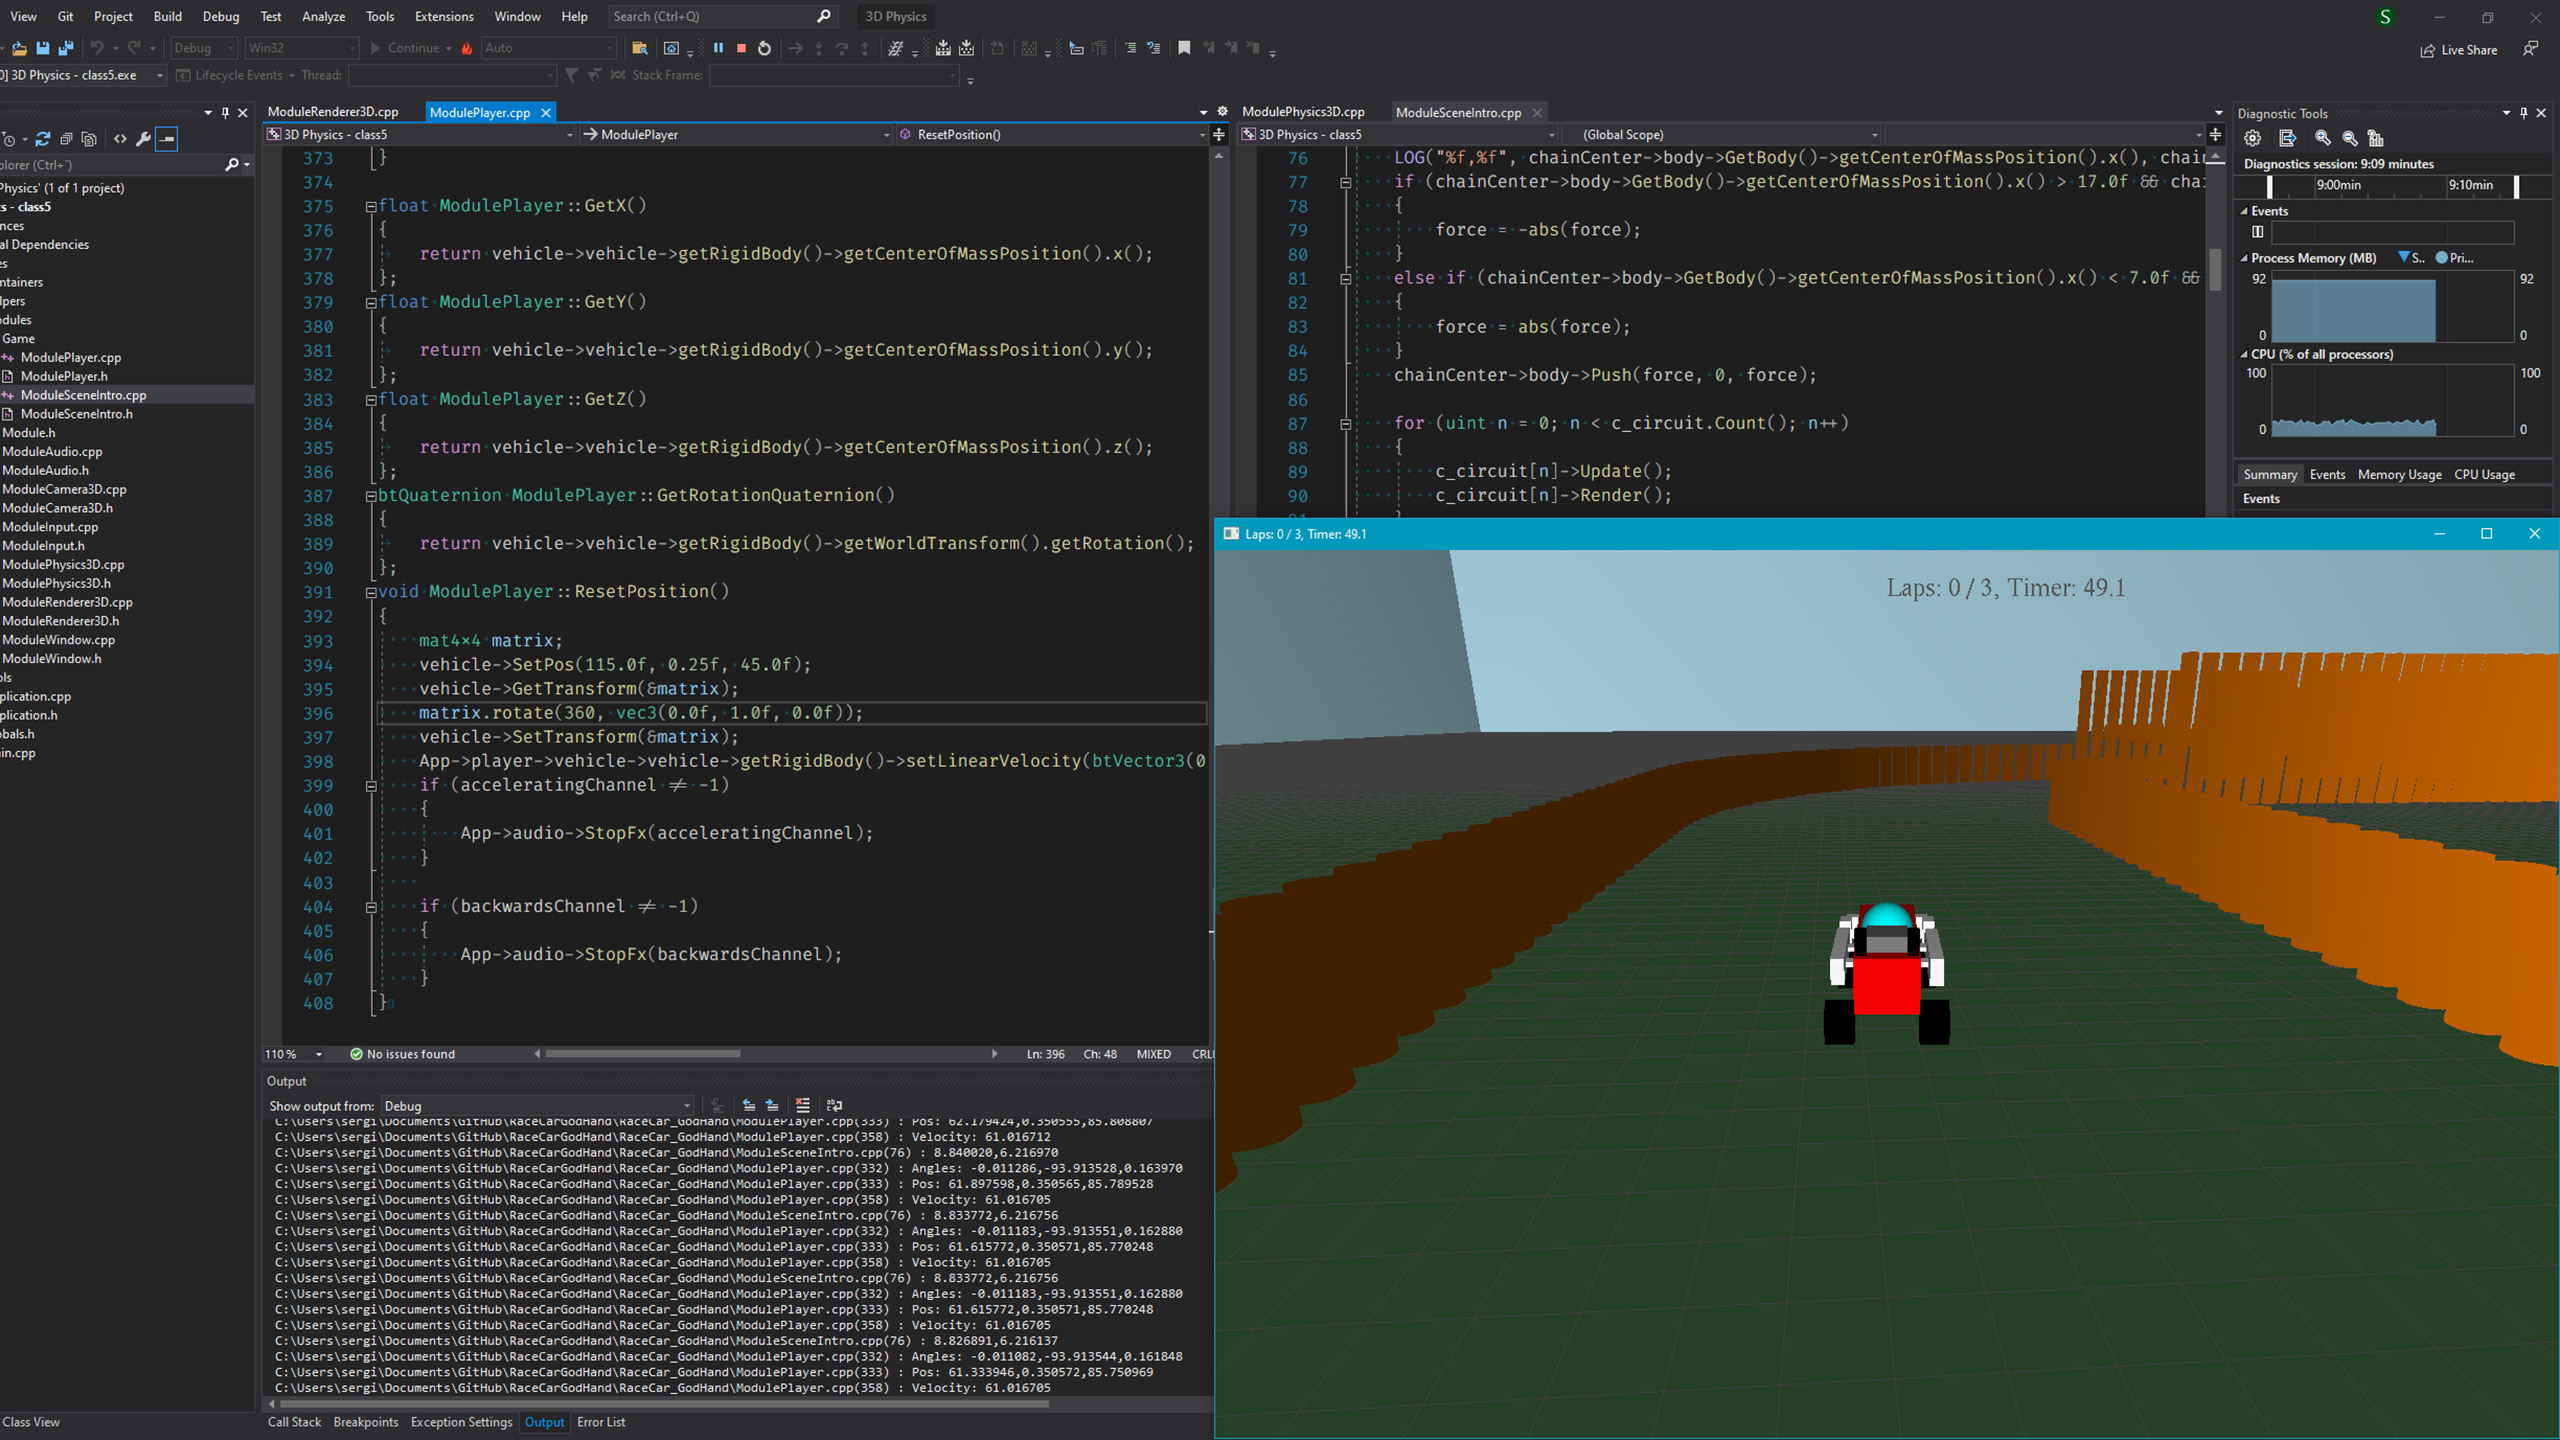 View Git Project Build Debug Test Analyze Tools Extensions Window Help Search (Ctrl+Q) 3D Physics S
Debug Win32 Continue Auto Live Share
0] 3D Physics - class5.exe Lifecycle Events Thread: Stack Frame:
ModuleRenderer3D.cpp ModulePlayer.cpp
3D Physics - class5 ModulePlayer ResetPosition()
373 }
374
375 float ModulePlayer::GetX()
376 {
377 return vehicle->vehicle->getRigidBody()->getCenterOfMassPosition().x();
378 };
379 float ModulePlayer::GetY()
380 {
381 return vehicle->vehicle->getRigidBody()->getCenterOfMassPosition().y();
382 };
383 float ModulePlayer::GetZ()
384 {
385 return vehicle->vehicle->getRigidBody()->getCenterOfMassPosition().z();
386 };
387 btQuaternion ModulePlayer::GetRotationQuaternion()
388 {
389 return vehicle->vehicle->getRigidBody()->getWorldTransform().getRotation();
390 };
391 void ModulePlayer::ResetPosition()
392 {
393 mat4×4 matrix;
394 vehicle->SetPos(115.0f, 0.25f, 45.0f);
395 vehicle->GetTransform(&matrix);
396 matrix.rotate(360, vec3(0.0f, 1.0f, 0.0f));
397 vehicle->SetTransform(&matrix);
398 App->player->vehicle->vehicle->getRigidBody()->setLinearVelocity(btVector3(0
399 if (acceleratingChannel ≠ -1)
400 {
401 App->audio->StopFx(acceleratingChannel);
402 }
403
404 if (backwardsChannel ≠ -1)
405 {
406 App->audio->StopFx(backwardsChannel);
407 }
408 }
110 % No issues found Ln: 396 Ch: 48 MIXED CRL
ModulePhysics3D.cpp ModuleSceneIntro.cpp
3D Physics - class5 (Global Scope)
76 LOG("%f,%f", chainCenter->body->GetBody()->getCenterOfMassPosition().x(), chai
77 if (chainCenter->body->GetBody()->getCenterOfMassPosition().x() > 17.0f && chai
78 {
79 force = -abs(force);
80 }
81 else if (chainCenter->body->GetBody()->getCenterOfMassPosition().x() < 7.0f &&
82 {
83 force = abs(force);
84 }
85 chainCenter->body->Push(force, 0, force);
86
87 for (uint n = 0; n < c_circuit.Count(); n++)
88 {
89 c_circuit[n]->Update();
90 c_circuit[n]->Render();
Diagnostic Tools
Diagnostics session: 9:09 minutes
9:00min 9:10min
Events
Process Memory (MB) S.. Pri...
92 92
0 0
CPU (% of all processors)
100 100
0 0
Summary Events Memory Usage CPU Usage
Events
plorer (Ctrl+¨)
Physics' (1 of 1 project)
cs - class5
nces
al Dependencies
es
ntainers
lpers
odules
Game
ModulePlayer.cpp
ModulePlayer.h
ModuleSceneIntro.cpp
ModuleSceneIntro.h
Module.h
ModuleAudio.cpp
ModuleAudio.h
ModuleCamera3D.cpp
ModuleCamera3D.h
ModuleInput.cpp
ModuleInput.h
ModulePhysics3D.cpp
ModulePhysics3D.h
ModuleRenderer3D.cpp
ModuleRenderer3D.h
ModuleWindow.cpp
ModuleWindow.h
ols
plication.cpp
plication.h
obals.h
in.cpp
Class View
Laps: 0 / 3, Timer: 49.1
Laps: 0 / 3, Timer: 49.1
Output
Show output from: Debug
C:\Users\sergi\Documents\GitHub\RaceCarGodHand\RaceCar_GodHand\ModulePlayer.cpp(333) : Pos: 62.179424,0.350555,85.808807
C:\Users\sergi\Documents\GitHub\RaceCarGodHand\RaceCar_GodHand\ModulePlayer.cpp(358) : Velocity: 61.016712
C:\Users\sergi\Documents\GitHub\RaceCarGodHand\RaceCar_GodHand\ModuleSceneIntro.cpp(76) : 8.840020,6.216970
C:\Users\sergi\Documents\GitHub\RaceCarGodHand\RaceCar_GodHand\ModulePlayer.cpp(332) : Angles: -0.011286,-93.913528,0.163970
C:\Users\sergi\Documents\GitHub\RaceCarGodHand\RaceCar_GodHand\ModulePlayer.cpp(333) : Pos: 61.897598,0.350565,85.789528
C:\Users\sergi\Documents\GitHub\RaceCarGodHand\RaceCar_GodHand\ModulePlayer.cpp(358) : Velocity: 61.016705
C:\Users\sergi\Documents\GitHub\RaceCarGodHand\RaceCar_GodHand\ModuleSceneIntro.cpp(76) : 8.833772,6.216756
C:\Users\sergi\Documents\GitHub\RaceCarGodHand\RaceCar_GodHand\ModulePlayer.cpp(332) : Angles: -0.011183,-93.913551,0.162880
C:\Users\sergi\Documents\GitHub\RaceCarGodHand\RaceCar_GodHand\ModulePlayer.cpp(333) : Pos: 61.615772,0.350571,85.770248
C:\Users\sergi\Documents\GitHub\RaceCarGodHand\RaceCar_GodHand\ModulePlayer.cpp(358) : Velocity: 61.016705
C:\Users\sergi\Documents\GitHub\RaceCarGodHand\RaceCar_GodHand\ModuleSceneIntro.cpp(76) : 8.833772,6.216756
C:\Users\sergi\Documents\GitHub\RaceCarGodHand\RaceCar_GodHand\ModulePlayer.cpp(332) : Angles: -0.011183,-93.913551,0.162880
C:\Users\sergi\Documents\GitHub\RaceCarGodHand\RaceCar_GodHand\ModulePlayer.cpp(333) : Pos: 61.615772,0.350571,85.770248
C:\Users\sergi\Documents\GitHub\RaceCarGodHand\RaceCar_GodHand\ModulePlayer.cpp(358) : Velocity: 61.016705
C:\Users\sergi\Documents\GitHub\RaceCarGodHand\RaceCar_GodHand\ModuleSceneIntro.cpp(76) : 8.826891,6.216137
C:\Users\sergi\Documents\GitHub\RaceCarGodHand\RaceCar_GodHand\ModulePlayer.cpp(332) : Angles: -0.011082,-93.913544,0.161848
C:\Users\sergi\Documents\GitHub\RaceCarGodHand\RaceCar_GodHand\ModulePlayer.cpp(333) : Pos: 61.333946,0.350572,85.750969
C:\Users\sergi\Documents\GitHub\RaceCarGodHand\RaceCar_GodHand\ModulePlayer.cpp(358) : Velocity: 61.016705
Call Stack Breakpoints Exception Settings Output Error List